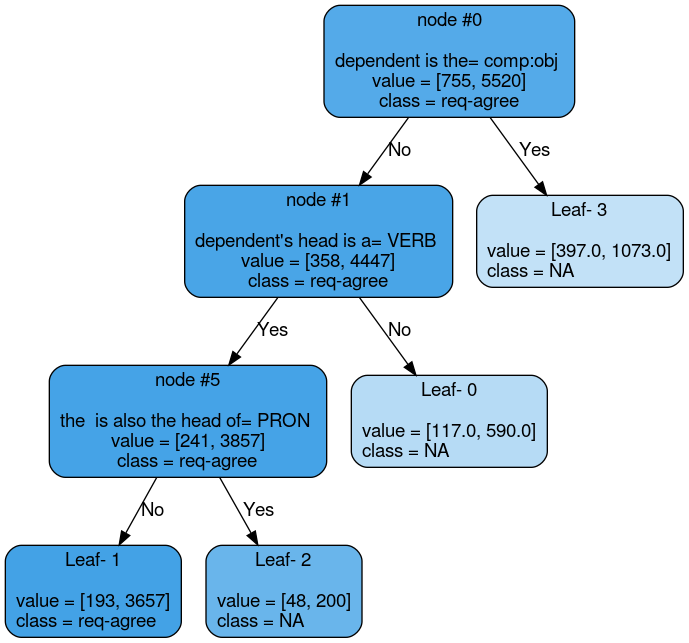 node #0
dependent is the= comp:obj
value = [755, 5520]
class = req-agree
No
Yes
node #1
dependent's head is a= VERB
value = [358, 4447]
class = req-agree
Leaf- 3
value = [397.0, 1073.0]
class = NA
Yes
No
node #5
the  is also the head of= PRON
value = [241, 3857]
class = req-agree
Leaf- 0
value = [117.0, 590.0]
class = NA
No
Yes
Leaf- 1
value = [193, 3657]
class = req-agree
Leaf- 2
value = [48, 200]
class = NA